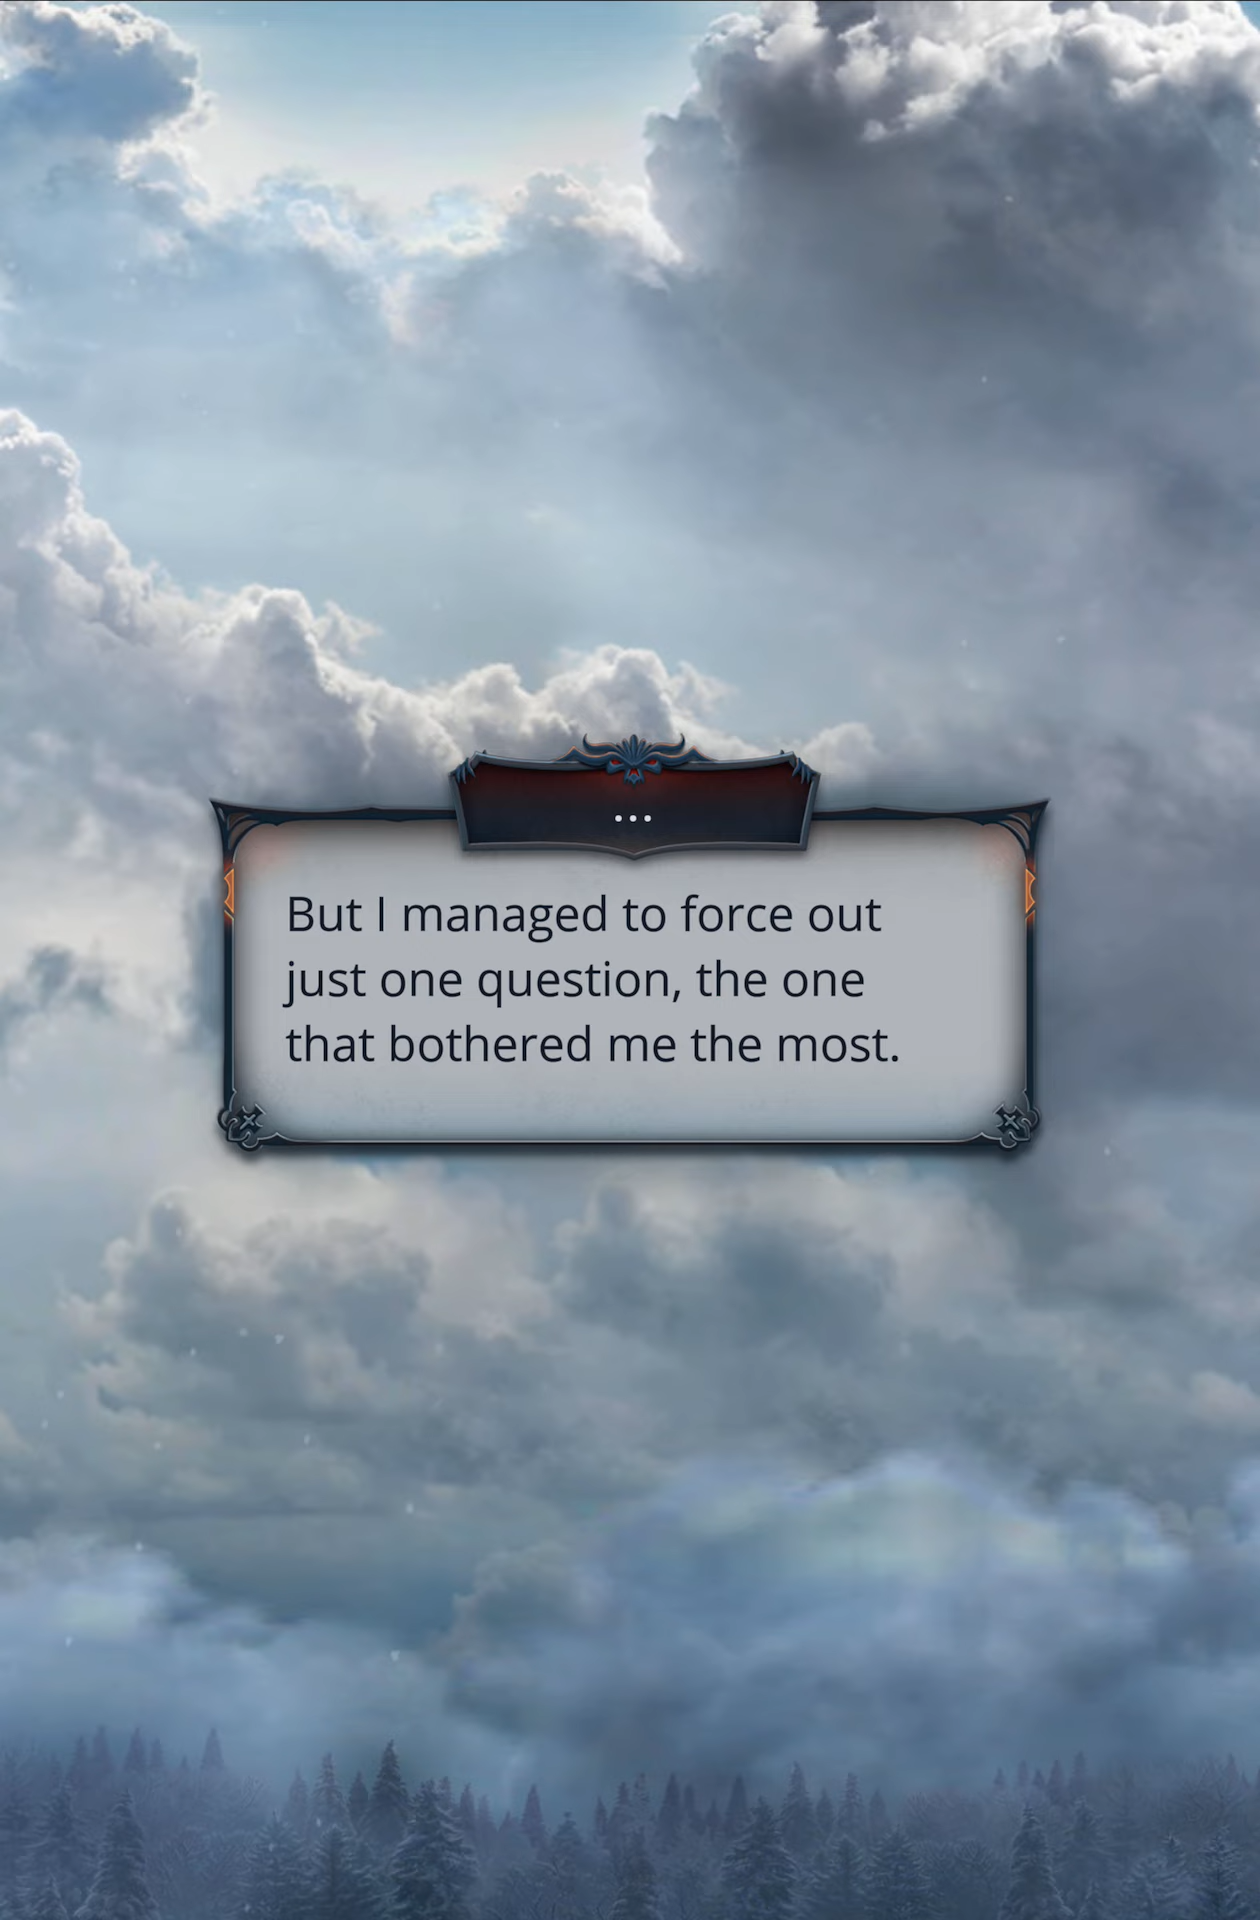 ...
But I managed to force out
just one question, the one
that bothered me the most.